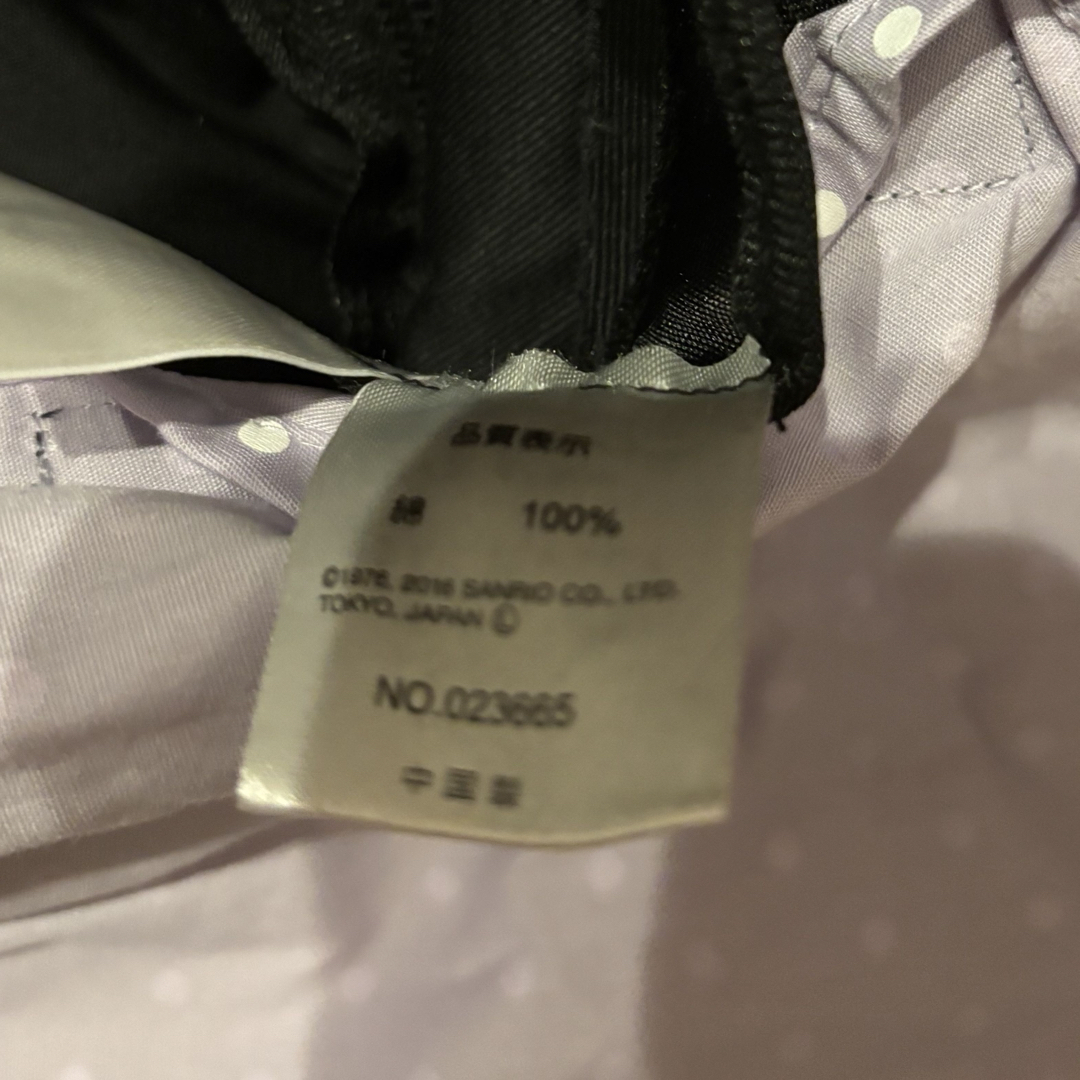 品質表示
綿 100%
©1976, 2016 SANRIO CO., LTD.
TOKYO, JAPAN Ⓛ
NO.023665
中国製